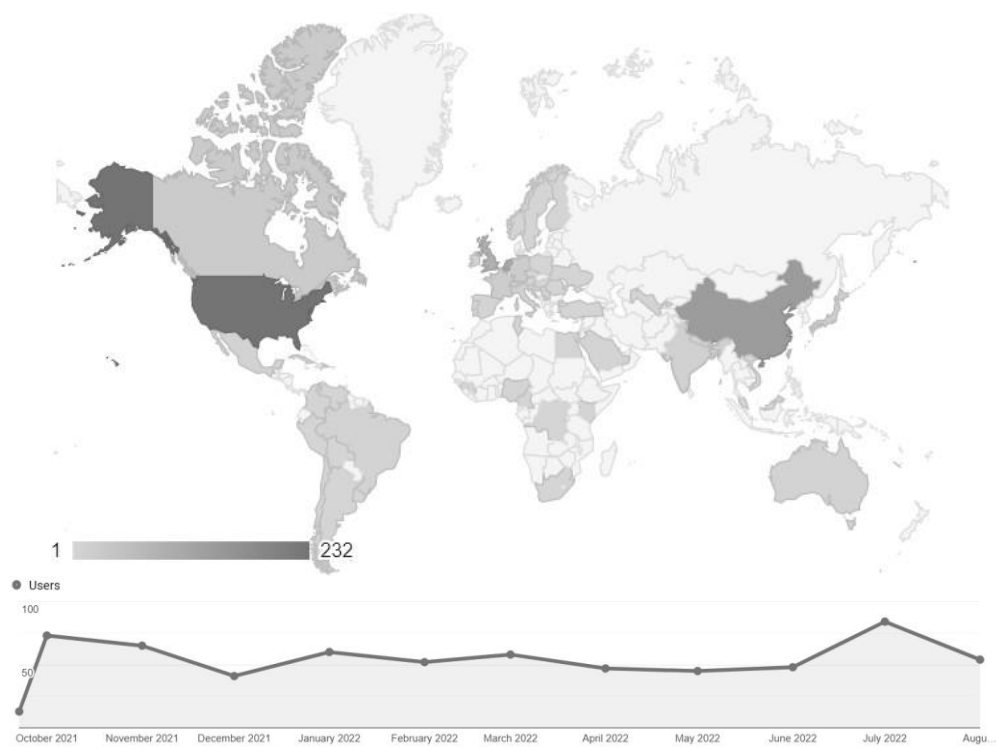 1 232
Users
100
50
October 2021 November 2021 December 2021 January 2022 February 2022 March 2022 April 2022 May 2022 June 2022 July 2022 Augu...